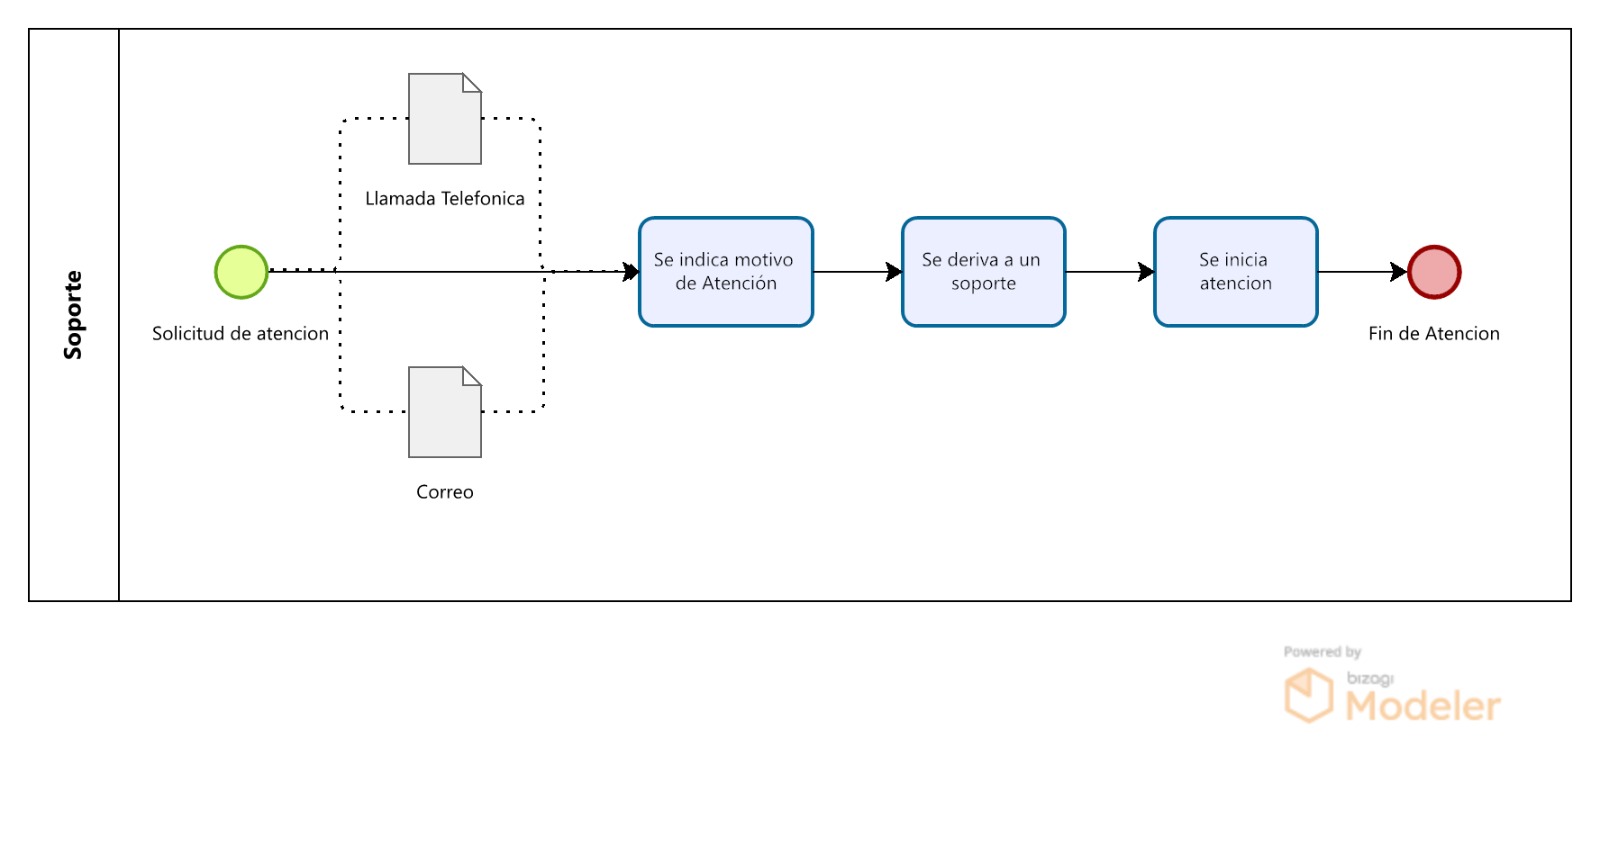 Soporte
Llamada Telefonica
Solicitud de atencion
Correo
Se indica motivo
de Atención
Se deriva a un
soporte
Se inicia
atencion
Fin de Atencion
Powered by
bizagi
Modeler